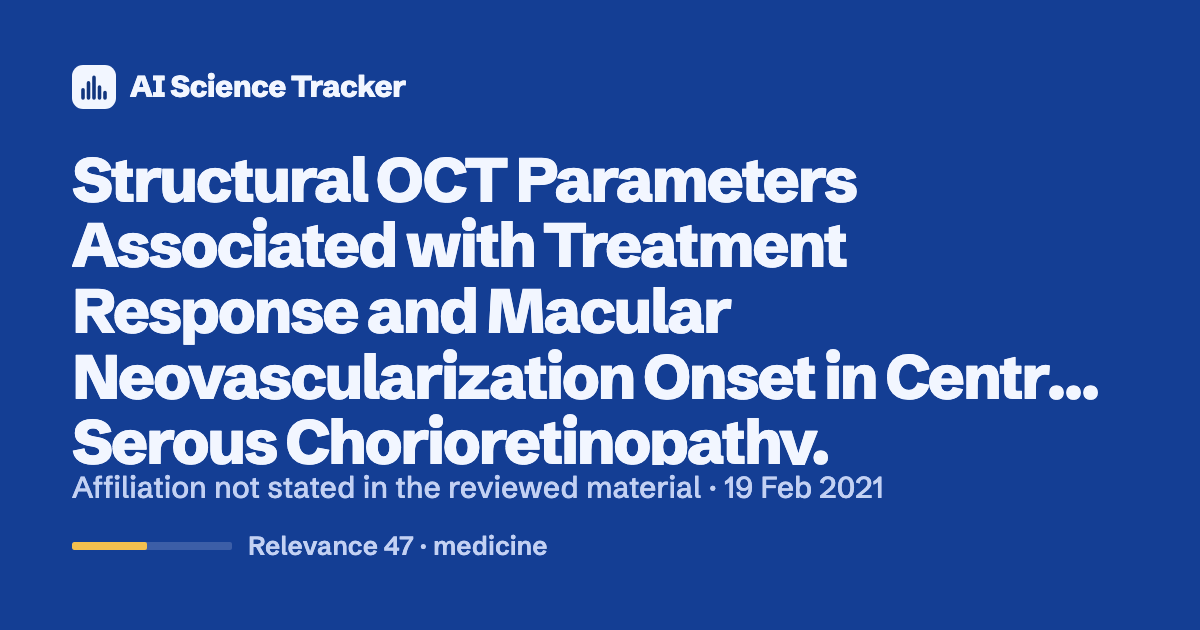 AI Science Tracker
Structural OCT Parameters
Associated with Treatment
Response and Macular
Neovascularization Onset in Centr...
Serous Chorioretinopathy.
Affiliation not stated in the reviewed material · 19 Feb 2021
Relevance 47 · medicine